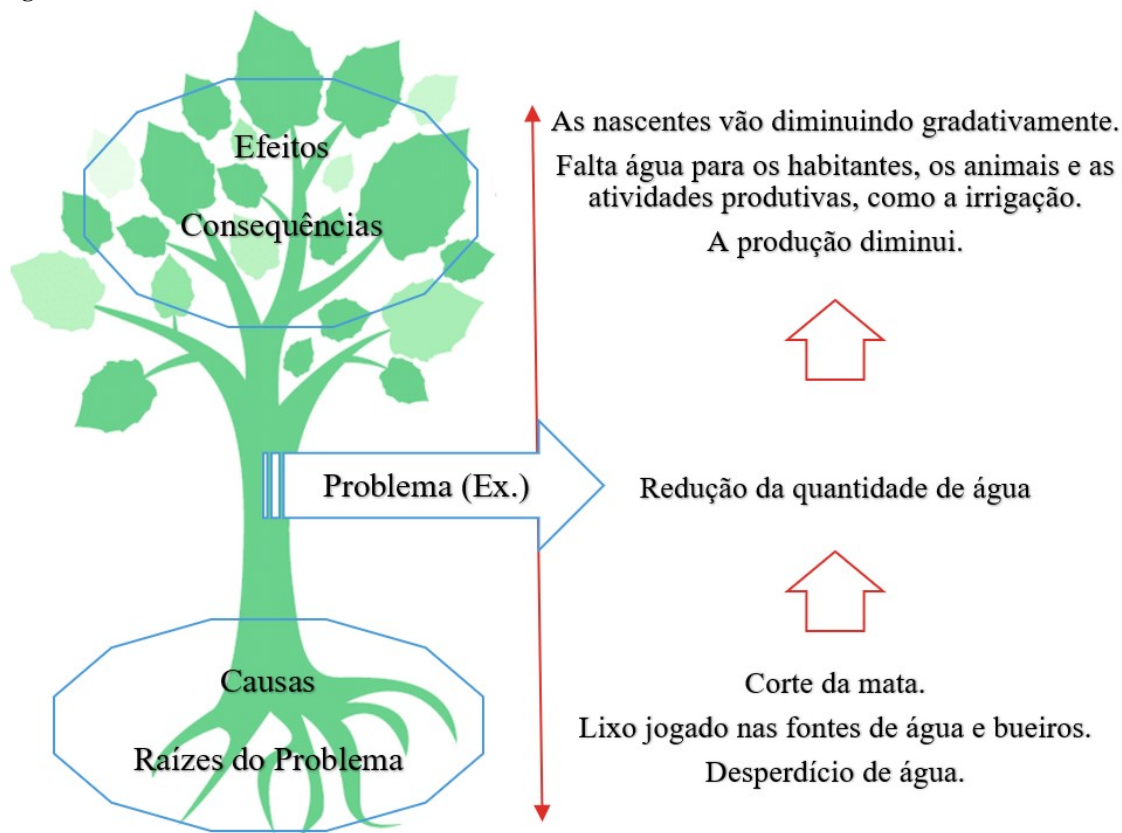 Efeitos
Consequências
As nascentes vão diminuindo gradativamente.
Falta água para os habitantes, os animais e as
atividades produtivas, como a irrigação.
A produção diminui.
Problema (Ex.)
Redução da quantidade de água
Causas
Raízes do Problema
Corte da mata.
Lixo jogado nas fontes de água e bueiros.
Desperdício de água.